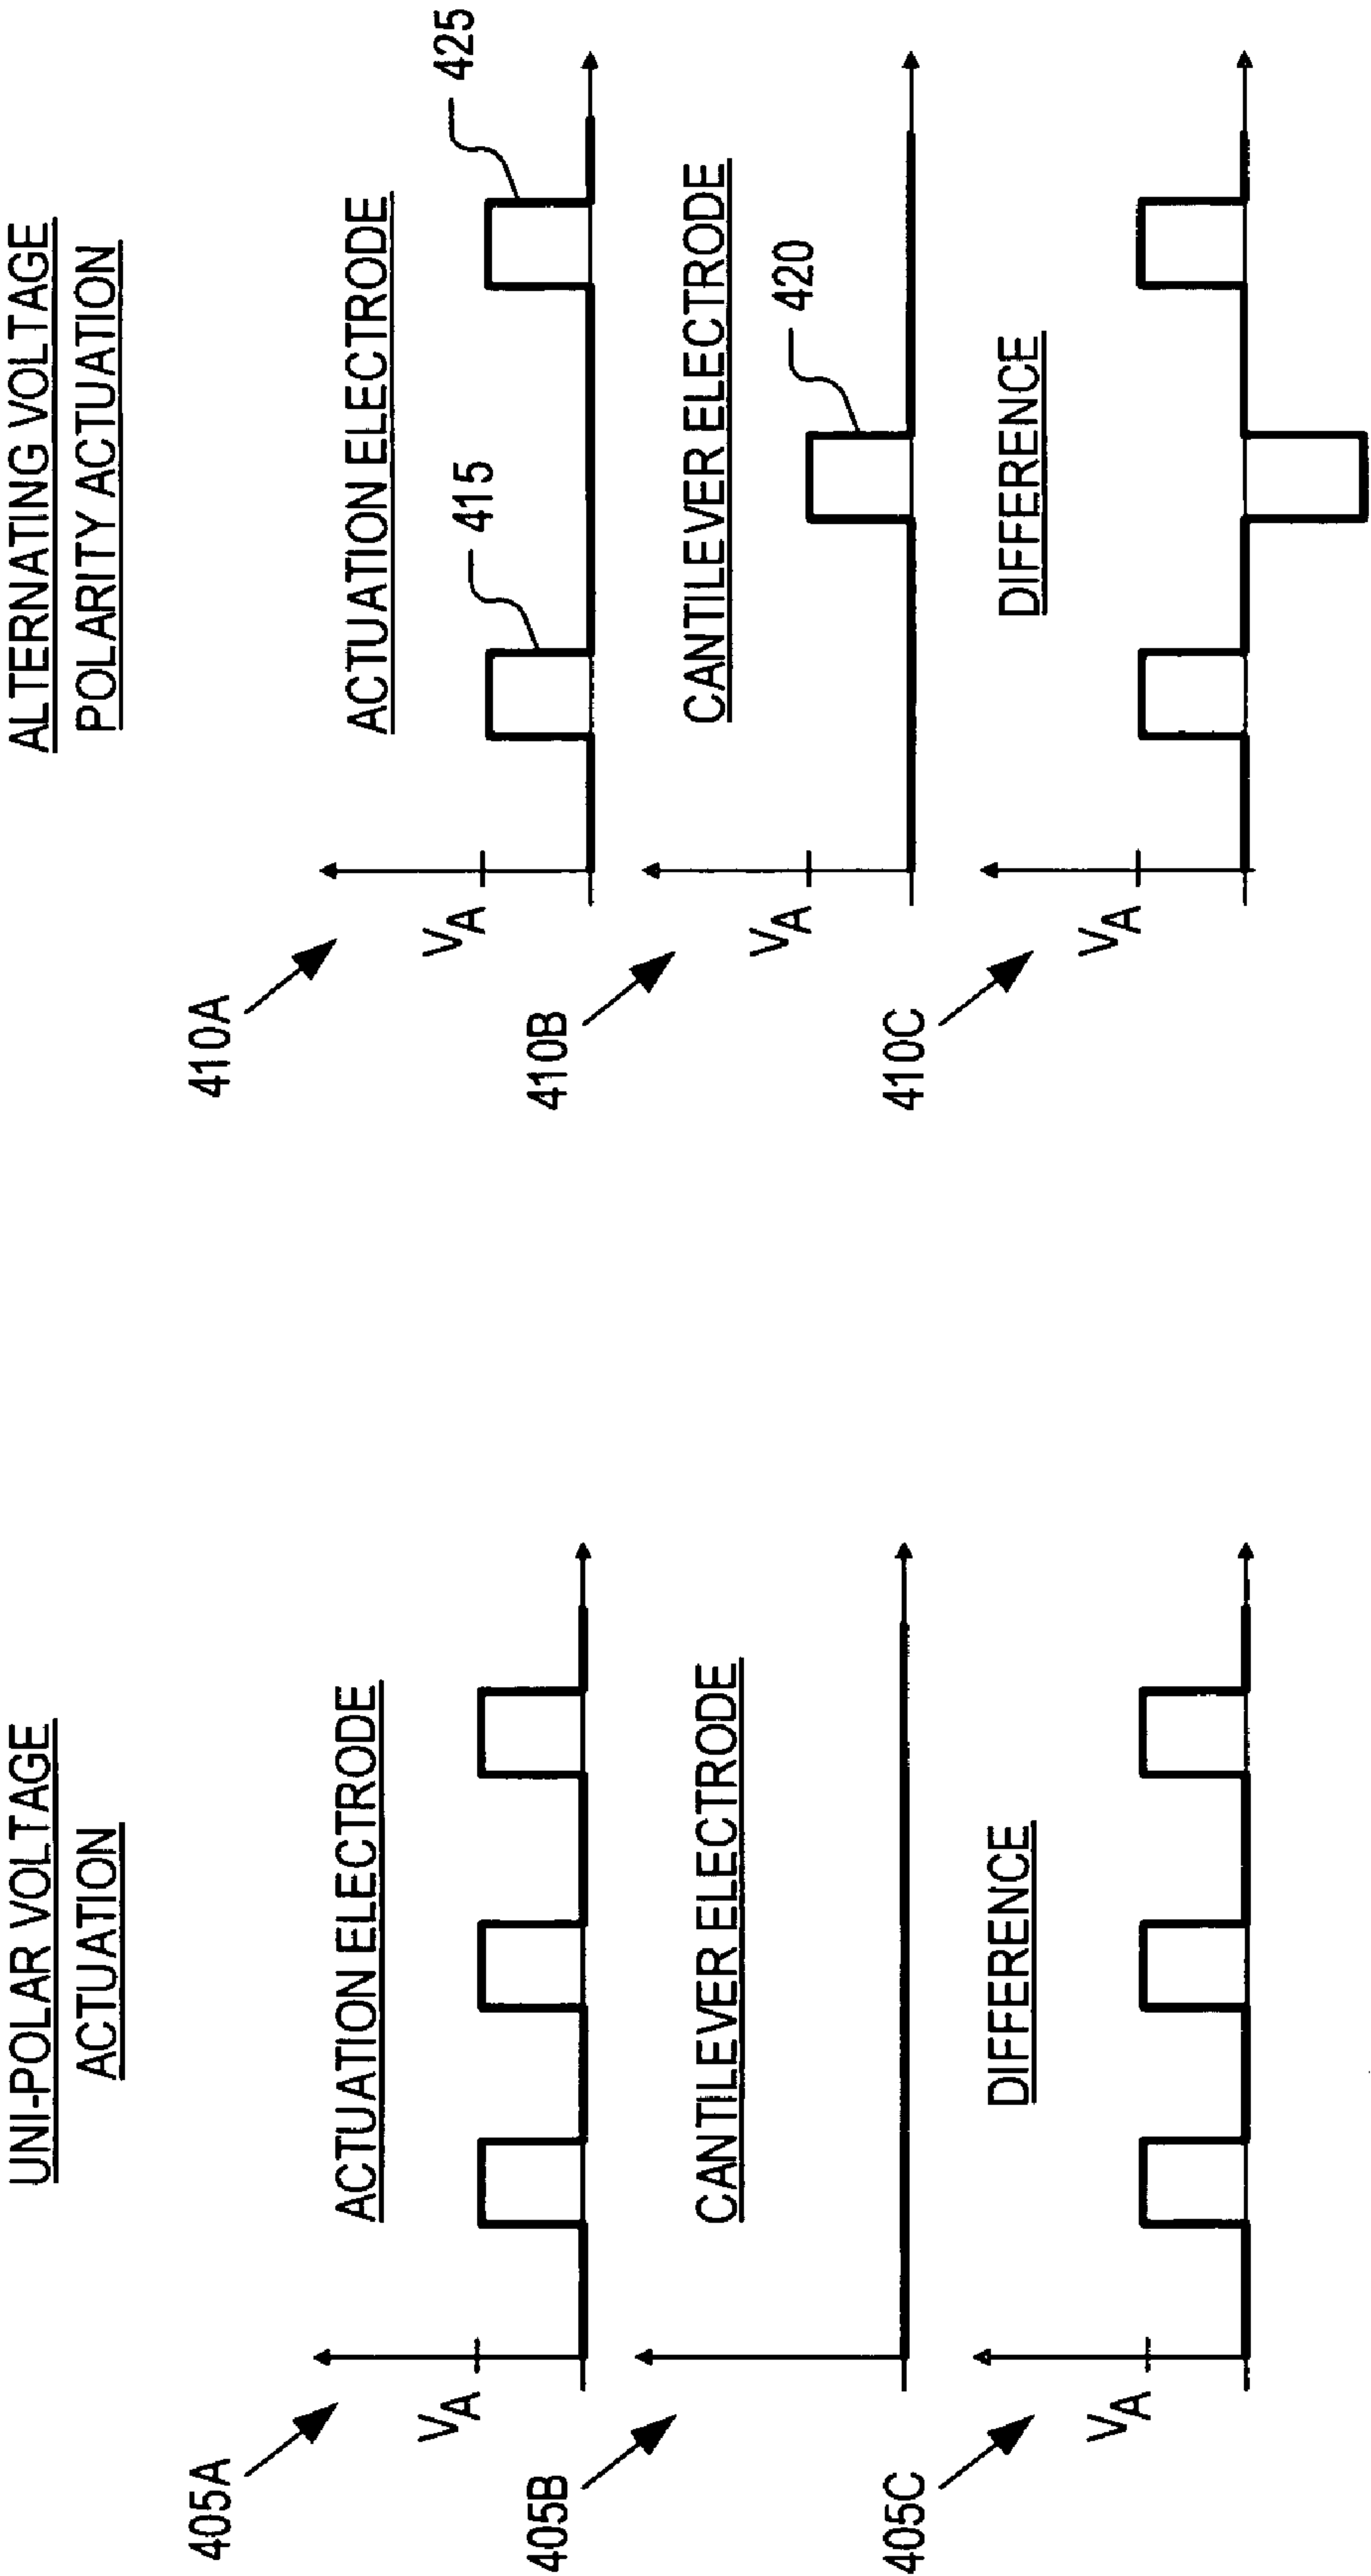 UNI-POLAR VOLTAGE
ACTUATION
405A
ACTUATION ELECTRODE
VA
405B
CANTILEVER ELECTRODE
405C
DIFFERENCE
VA
ALTERNATING VOLTAGE
POLARITY ACTUATION
410A
ACTUATION ELECTRODE
VA
415
425
410B
CANTILEVER ELECTRODE
VA
420
410C
DIFFERENCE
VA